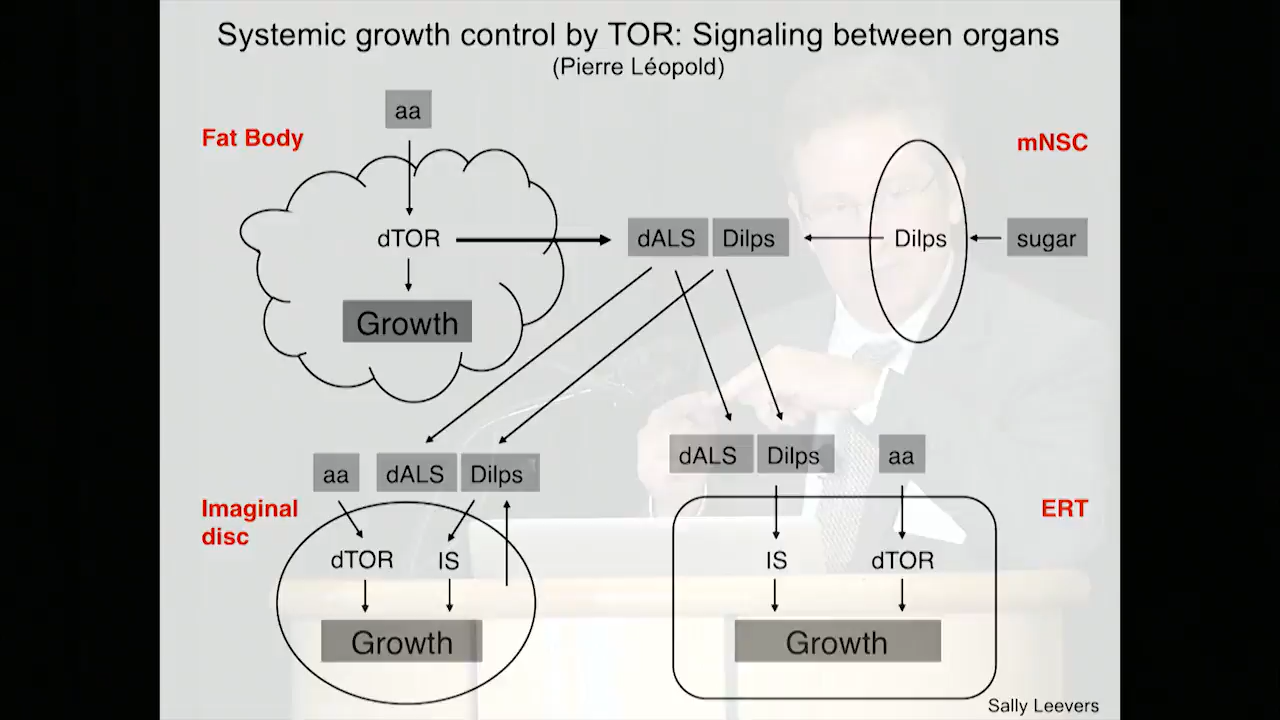 Systemic growth control by TOR: Signaling between organs
(Pierre Léopold)
aa
Fat Body
mNSC
dTOR
dALS
Dilps
Dilps
sugar
Growth
dALS
Dilps
aa
aa
dALS
Dilps
Imaginal
disc
ERT
dTOR
IS
IS
dTOR
Growth
Growth
Sally Leevers